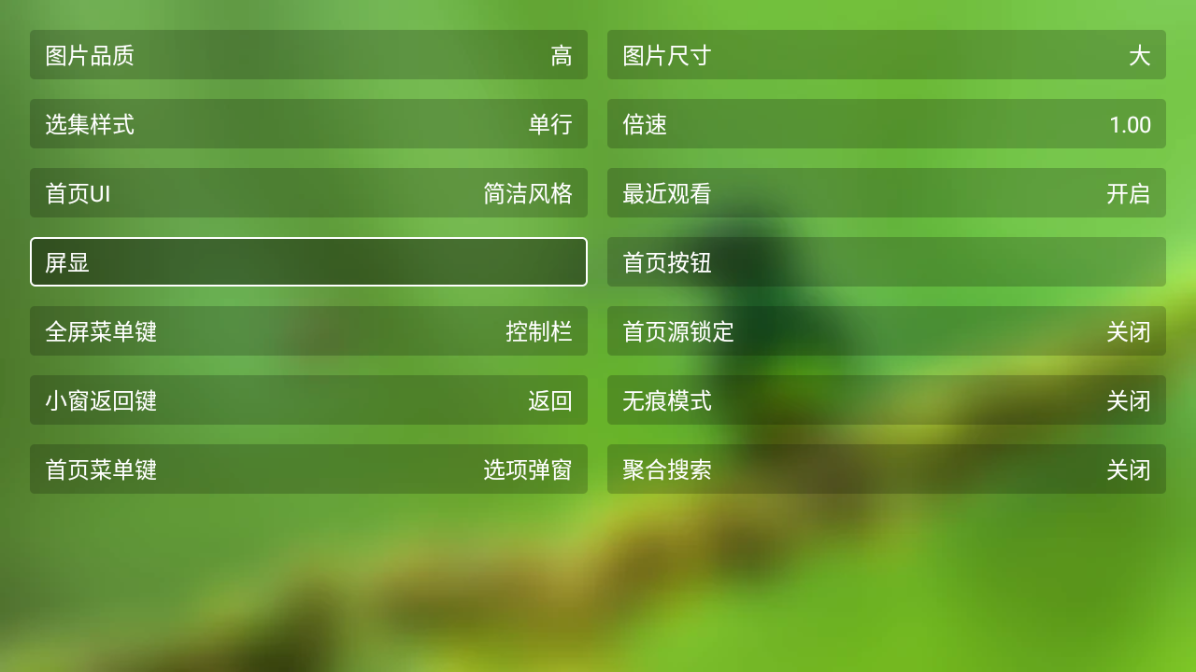 图片品质 高 图片尺寸 大
选集样式 单行 倍速 1.00
首页UI 简洁风格 最近观看 开启
屏显 首页按钮
全屏菜单键 控制栏 首页源锁定 关闭
小窗返回键 返回 无痕模式 关闭
首页菜单键 选项弹窗 聚合搜索 关闭